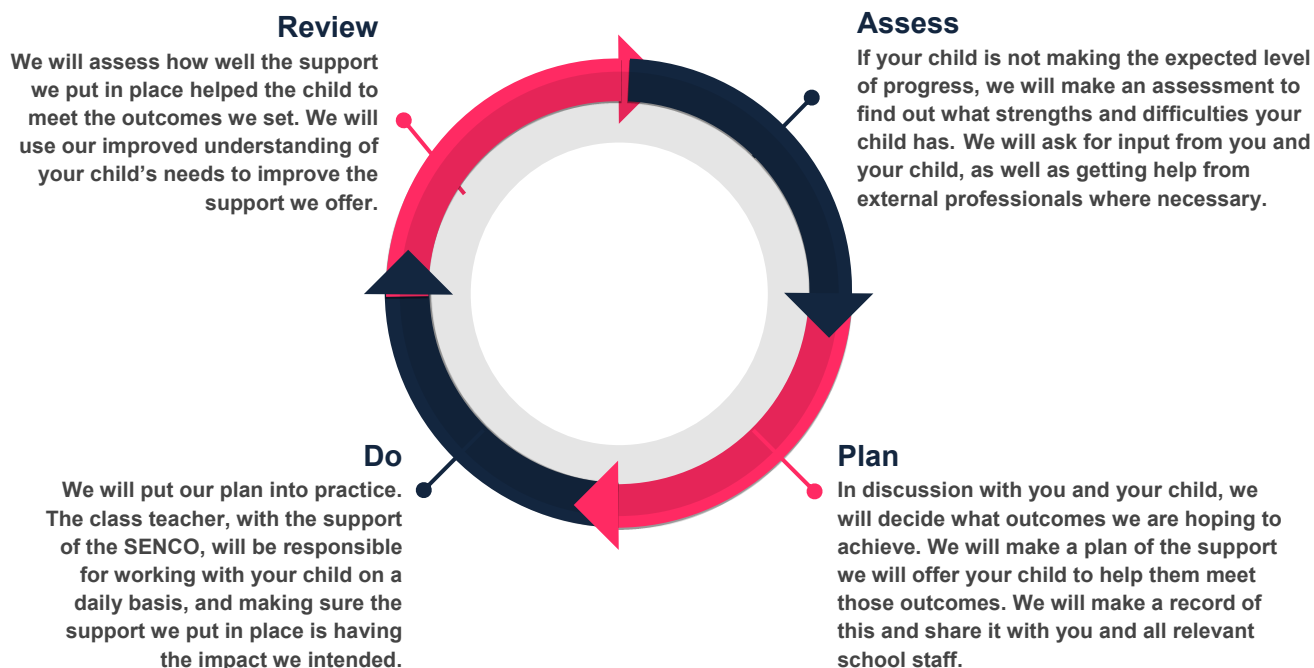 Review
We will assess how well the support
we put in place helped the child to
meet the outcomes we set. We will
use our improved understanding of
your child’s needs to improve the
support we offer.
Assess
If your child is not making the expected level
of progress, we will make an assessment to
find out what strengths and difficulties your
child has. We will ask for input from you and
your child, as well as getting help from
external professionals where necessary.
Do
We will put our plan into practice.
The class teacher, with the support
of the SENCO, will be responsible
for working with your child on a
daily basis, and making sure the
support we put in place is having
the impact we intended.
Plan
In discussion with you and your child, we
will decide what outcomes we are hoping to
achieve. We will make a plan of the support
we will offer your child to help them meet
those outcomes. We will make a record of
this and share it with you and all relevant
school staff.